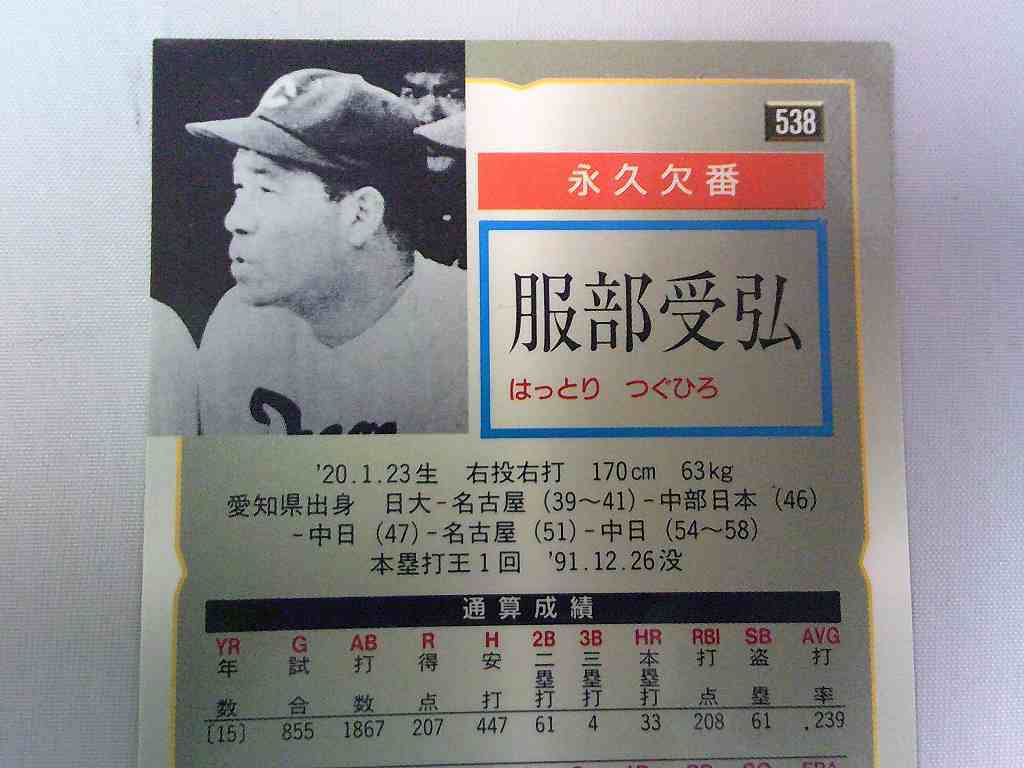 538
永久欠番
服部受弘
はっとり つぐひろ
'20.1.23生 右投右打 170cm 63kg
愛知県出身 日大-名古屋(39〜41)-中部日本(46)
-中日(47)-名古屋(51)-中日(54〜58)
本塁打王1回 '91.12.26没
通算成績
YR G AB R H 2B 3B HR RBI SB AVG
年数 試合 打数 得点 安打 二塁打 三塁打 本塁打 打点 盗塁 打率
[15] 855 1867 207 447 61 4 33 208 61 .239